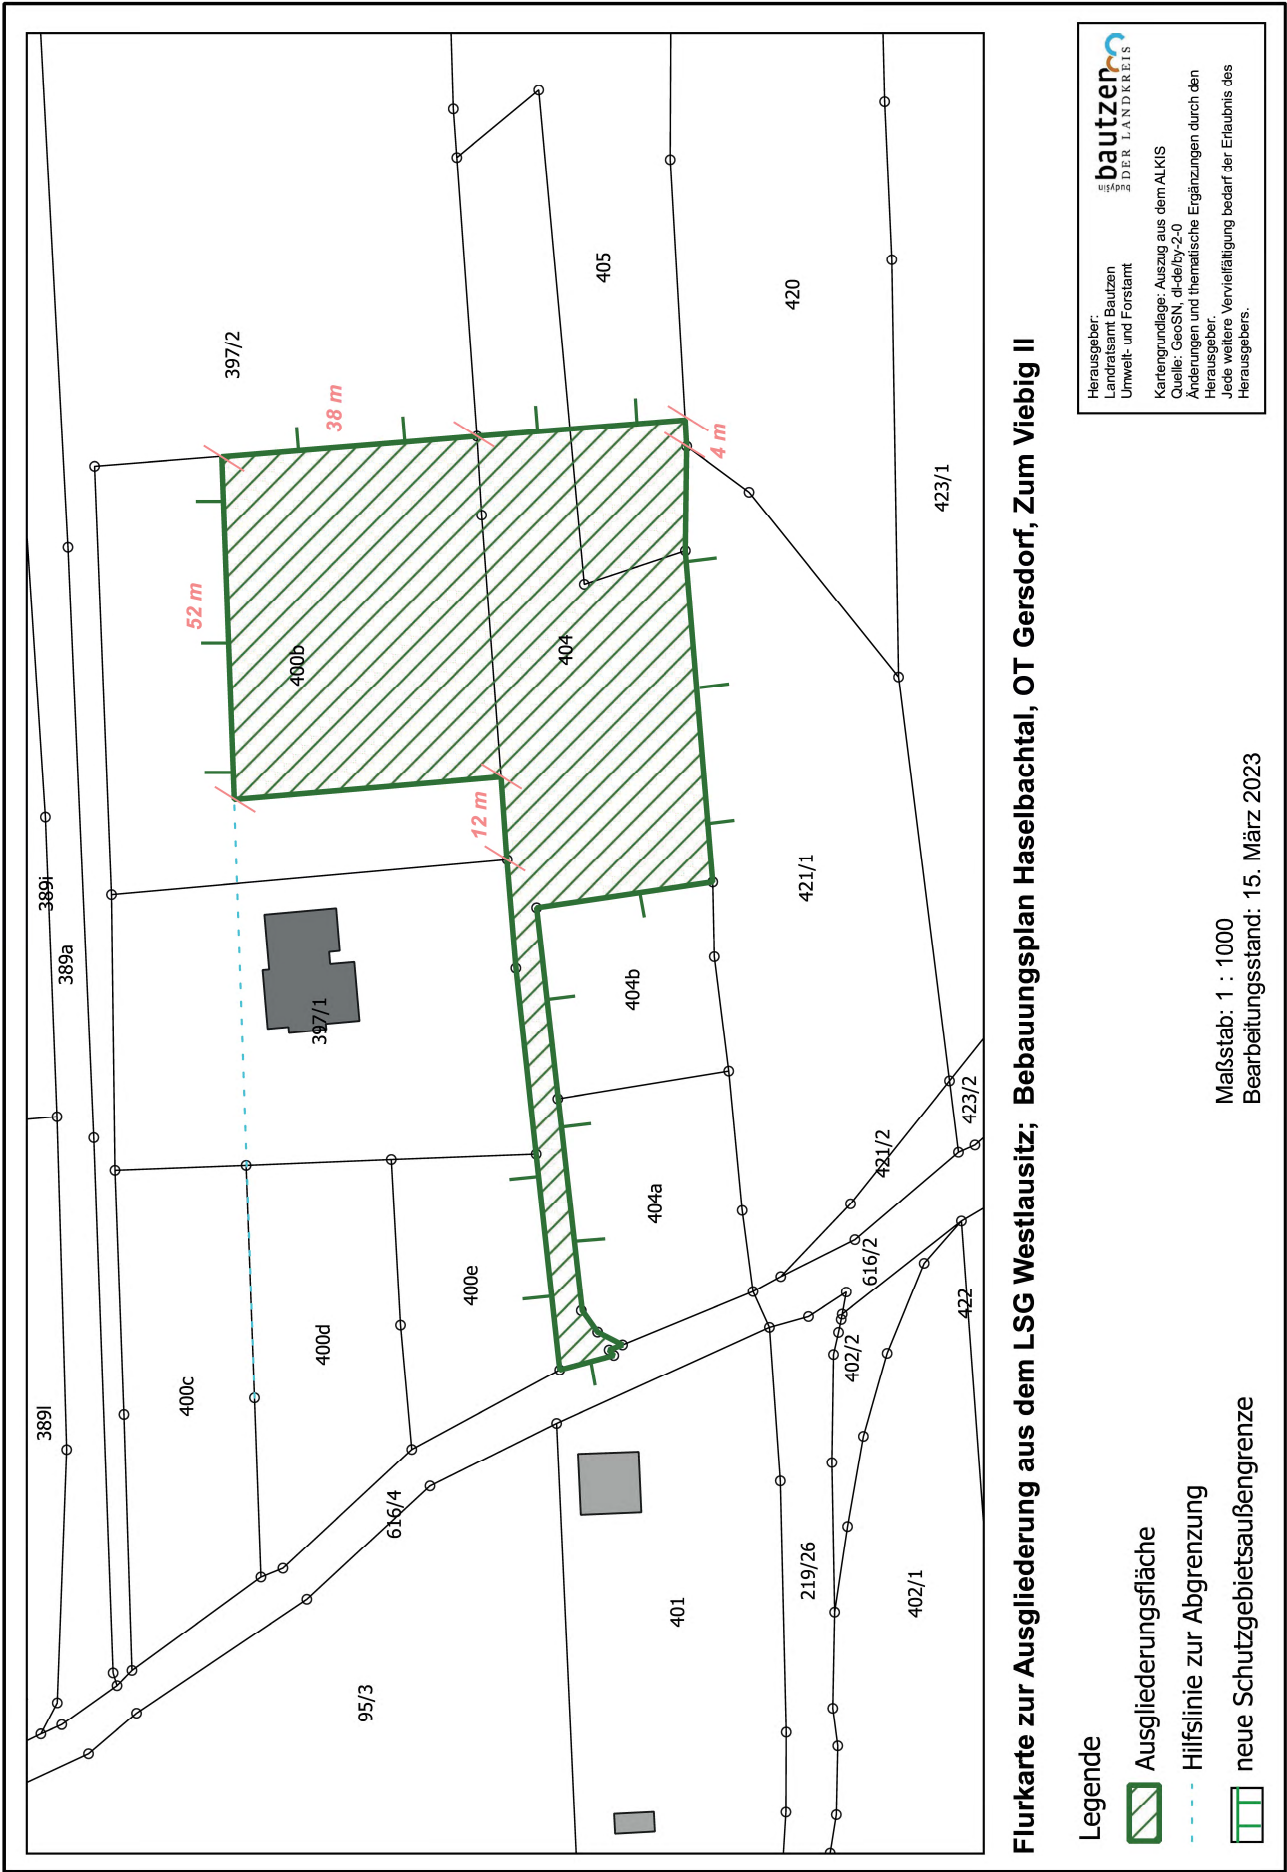 389l
389i
389a
397/2
400c
400d
400e
397/1
400b
52 m
38 m
12 m
4 m
404
405
404b
404a
420
423/1
421/1
421/2
423/2
616/2
616/4
422
402/2
219/26
402/1
401
95/3
Flurkarte zur Ausgliederung aus dem LSG Westlausitz; Bebauungsplan Haselbachtal, OT Gersdorf, Zum Viebig II
Legende
Ausgliederungsfläche
Hilfslinie zur Abgrenzung
neue Schutzgebietsaußengrenze
Maßstab: 1 : 1000
Bearbeitungsstand: 15. März 2023
budyšin
bautzen
DER LANDKREIS
Herausgeber:
Landratsamt Bautzen
Umwelt- und Forstamt
Kartengrundlage: Auszug aus dem ALKIS
Quelle: GeoSN, dl-de/by-2-0
Änderungen und thematische Ergänzungen durch den
Herausgeber.
Jede weitere Vervielfältigung bedarf der Erlaubnis des
Herausgebers.